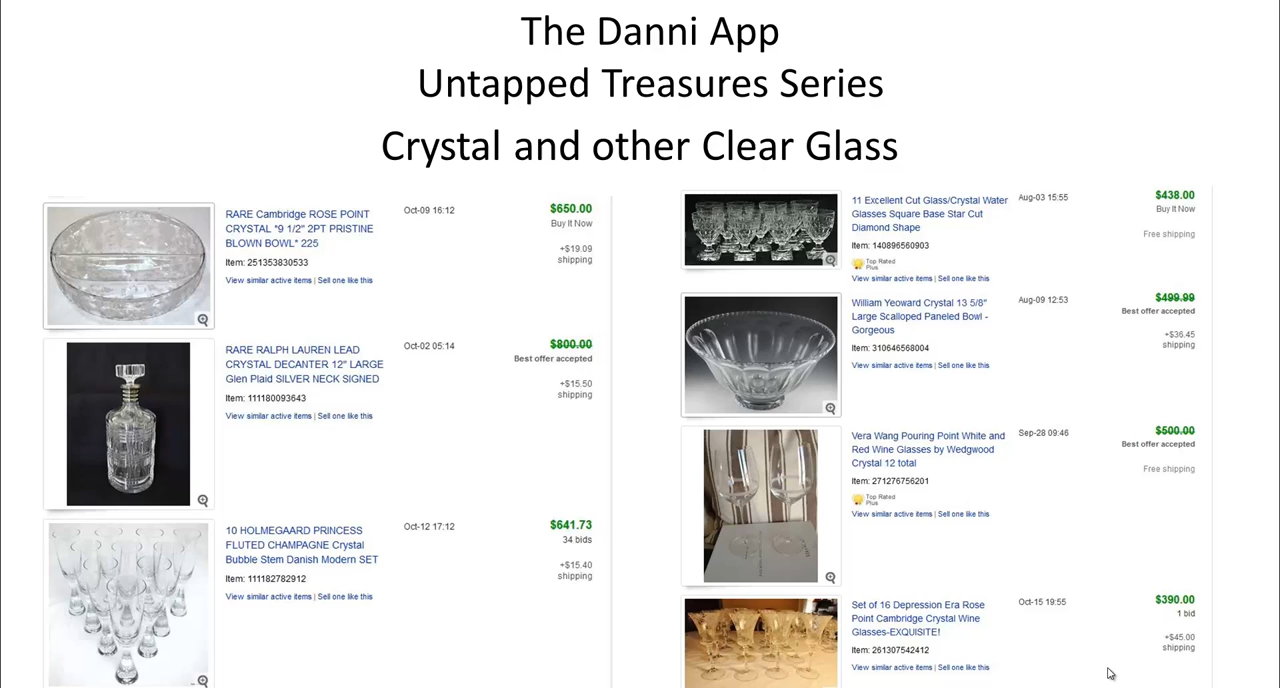 The Danni App
Untapped Treasures Series
Crystal and other Clear Glass
RARE Cambridge ROSE POINT
CRYSTAL *9 1/2" 2PT PRISTINE
BLOWN BOWL* 225
Item: 251353830533
View similar active items | Sell one like this
Oct-09 16:12
$650.00
Buy It Now
+$19.09
shipping
RARE RALPH LAUREN LEAD
CRYSTAL DECANTER 12" LARGE
Glen Plaid SILVER NECK SIGNED
Item: 111180093643
View similar active items | Sell one like this
Oct-02 05:14
$800.00
Best offer accepted
+$15.50
shipping
10 HOLMEGAARD PRINCESS
FLUTED CHAMPAGNE Crystal
Bubble Stem Danish Modern SET
Item: 111182782912
View similar active items | Sell one like this
Oct-12 17:12
$641.73
34 bids
+$15.40
shipping
11 Excellent Cut Glass/Crystal Water
Glasses Square Base Star Cut
Diamond Shape
Item: 140896560903
Top Rated
Plus
View similar active items | Sell one like this
Aug-03 15:55
$438.00
Buy It Now
Free shipping
William Yeoward Crystal 13 5/8"
Large Scalloped Paneled Bowl -
Gorgeous
Item: 310646568004
View similar active items | Sell one like this
Aug-09 12:53
$499.99
Best offer accepted
+$36.45
shipping
Vera Wang Pouring Point White and
Red Wine Glasses by Wedgwood
Crystal 12 total
Item: 271276756201
Top Rated
Plus
View similar active items | Sell one like this
Sep-28 09:46
$500.00
Best offer accepted
Free shipping
Set of 16 Depression Era Rose
Point Cambridge Crystal Wine
Glasses-EXQUISITE!
Item: 261307542412
View similar active items | Sell one like this
Oct-15 19:55
$390.00
1 bid
+$45.00
shipping